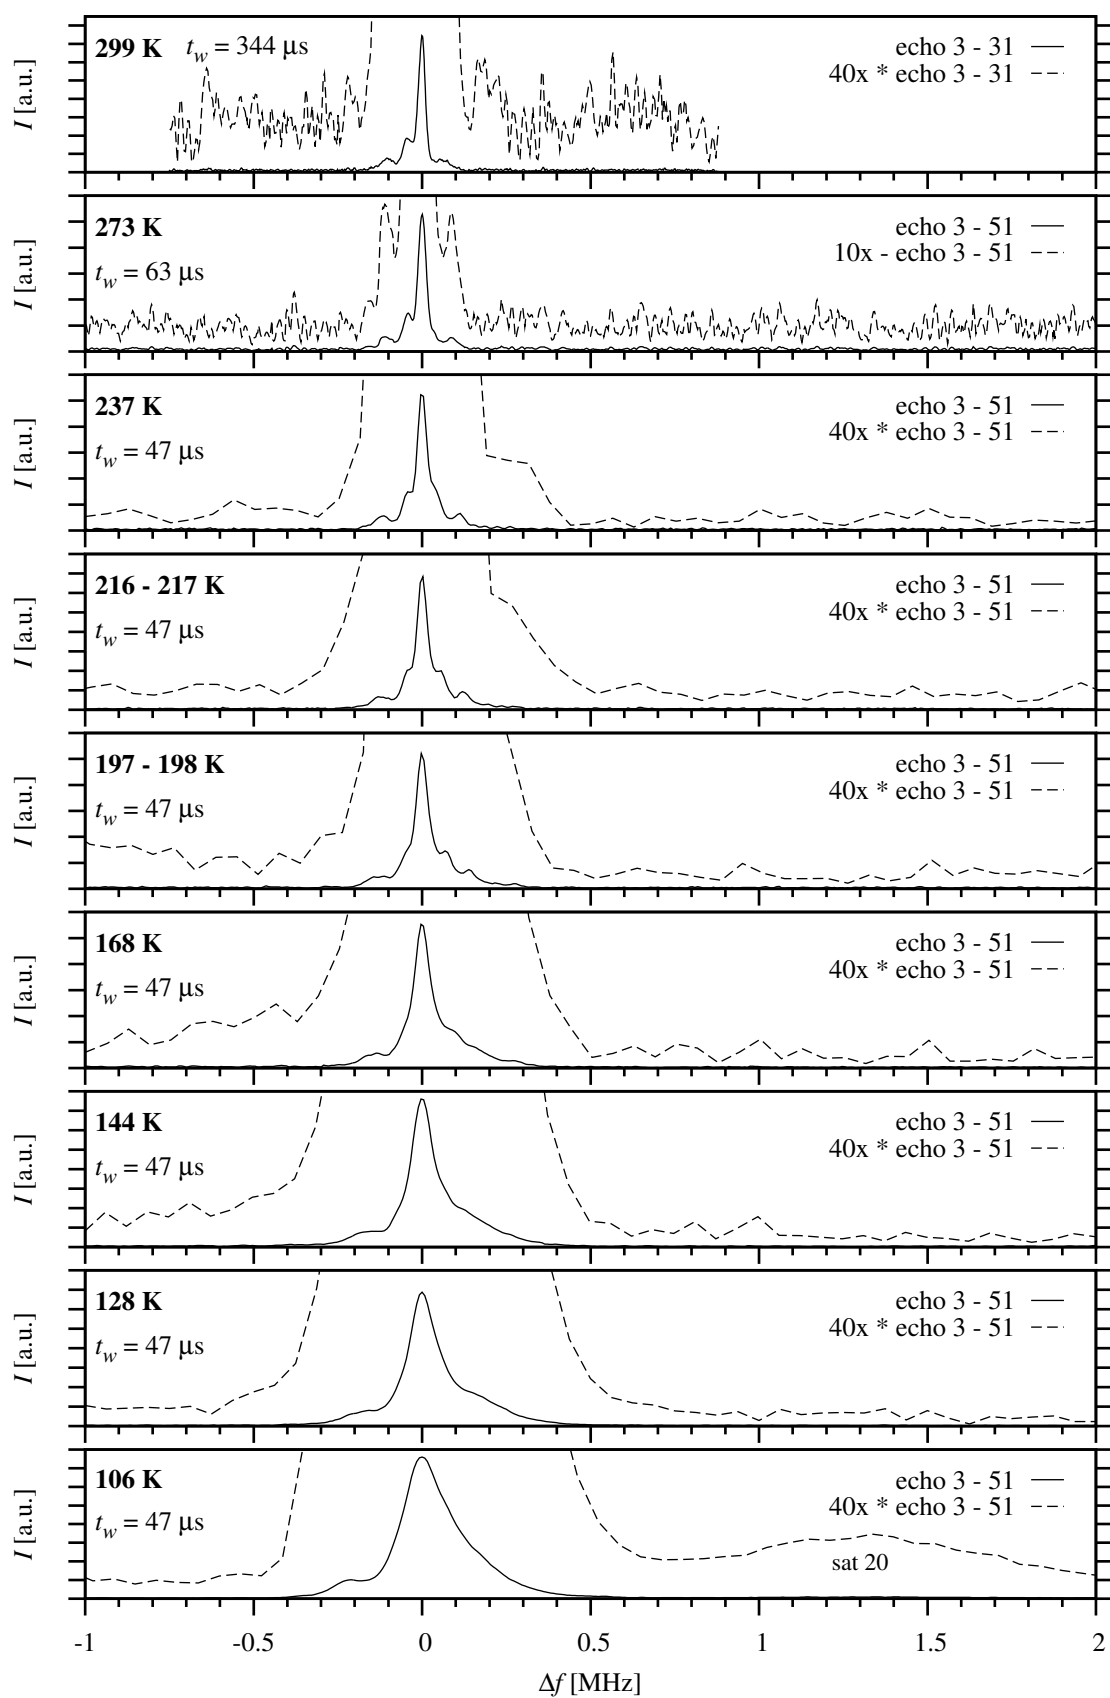 299 K t_w = 344 μs
echo 3 - 31
40x * echo 3 - 31
I [a.u.]
273 K
t_w = 63 μs
echo 3 - 51
10x - echo 3 - 51
I [a.u.]
237 K
t_w = 47 μs
echo 3 - 51
40x * echo 3 - 51
I [a.u.]
216 - 217 K
t_w = 47 μs
echo 3 - 51
40x * echo 3 - 51
I [a.u.]
197 - 198 K
t_w = 47 μs
echo 3 - 51
40x * echo 3 - 51
I [a.u.]
168 K
t_w = 47 μs
echo 3 - 51
40x * echo 3 - 51
I [a.u.]
144 K
t_w = 47 μs
echo 3 - 51
40x * echo 3 - 51
I [a.u.]
128 K
t_w = 47 μs
echo 3 - 51
40x * echo 3 - 51
I [a.u.]
106 K
t_w = 47 μs
echo 3 - 51
40x * echo 3 - 51
sat 20
I [a.u.]
-1 -0.5 0 0.5 1 1.5 2
Δf [MHz]